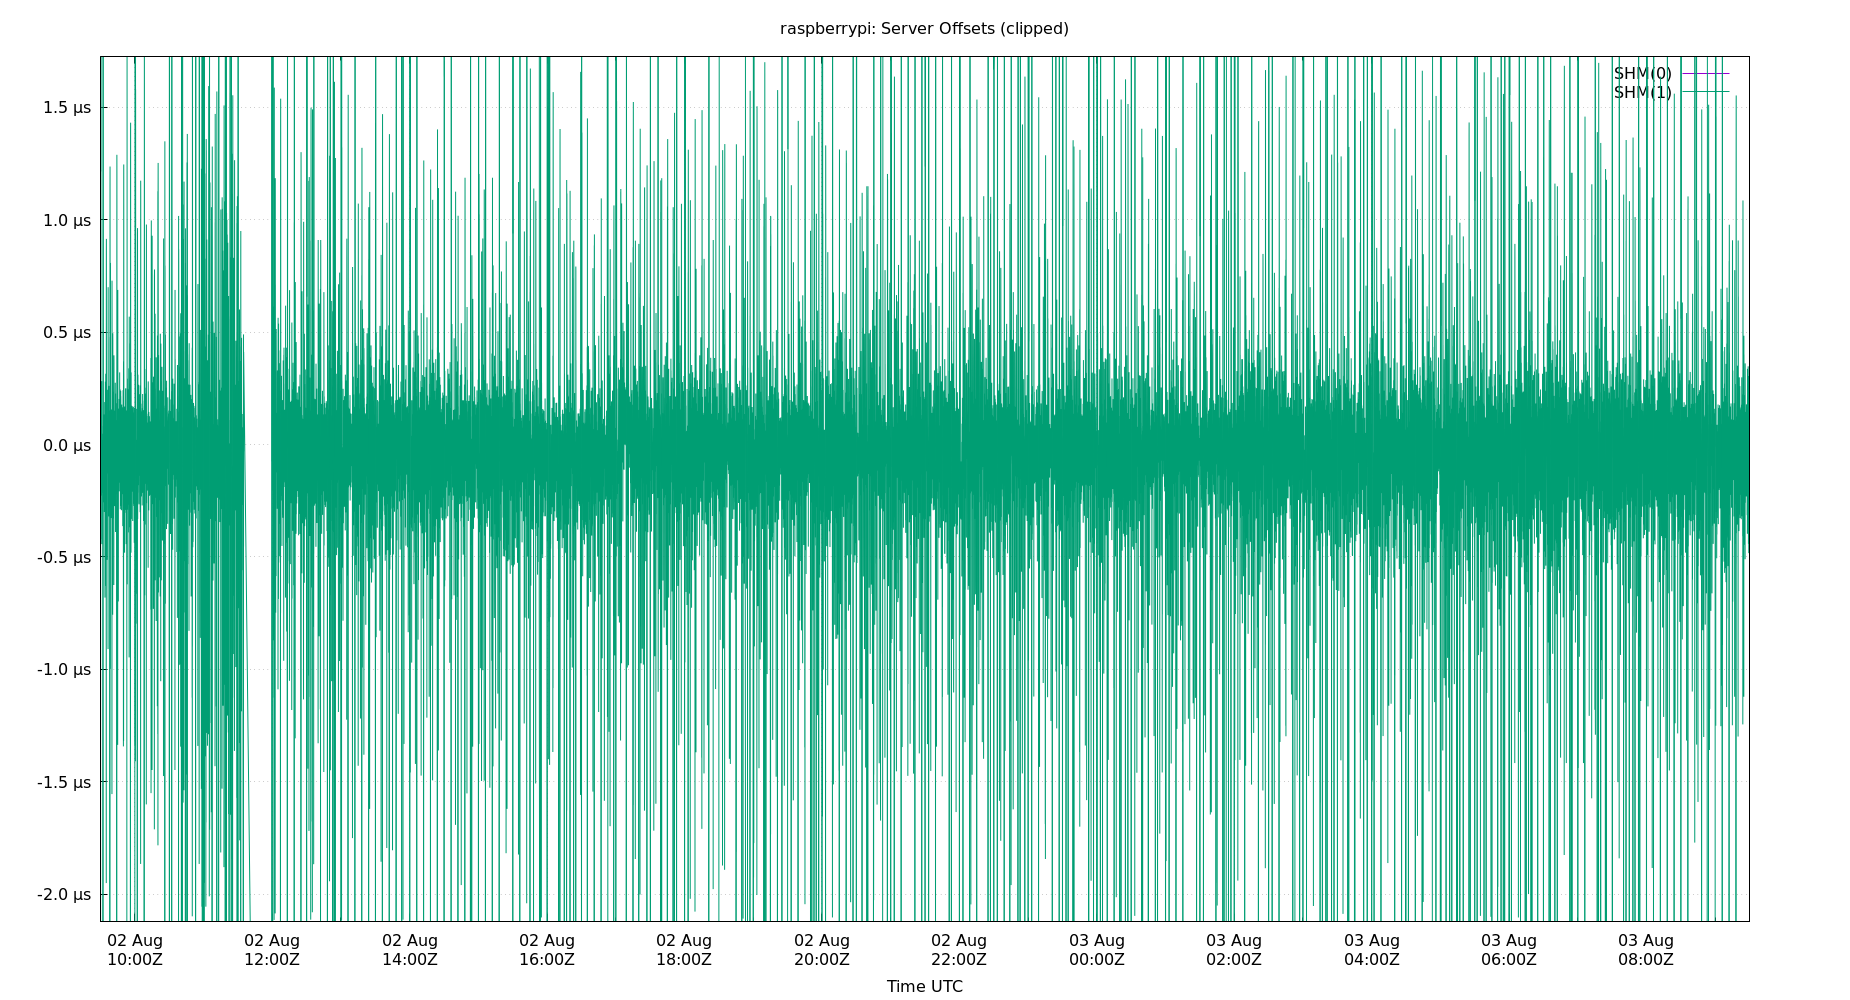 raspberrypi: Server Offsets (clipped)
SHM(0)
SHM(1)
1.5 µs
1.0 µs
0.5 µs
0.0 µs
-0.5 µs
-1.0 µs
-1.5 µs
-2.0 µs
02 Aug 02 Aug 02 Aug 02 Aug 02 Aug 02 Aug 02 Aug 03 Aug 03 Aug 03 Aug 03 Aug 03 Aug
10:00Z 12:00Z 14:00Z 16:00Z 18:00Z 20:00Z 22:00Z 00:00Z 02:00Z 04:00Z 06:00Z 08:00Z
Time UTC